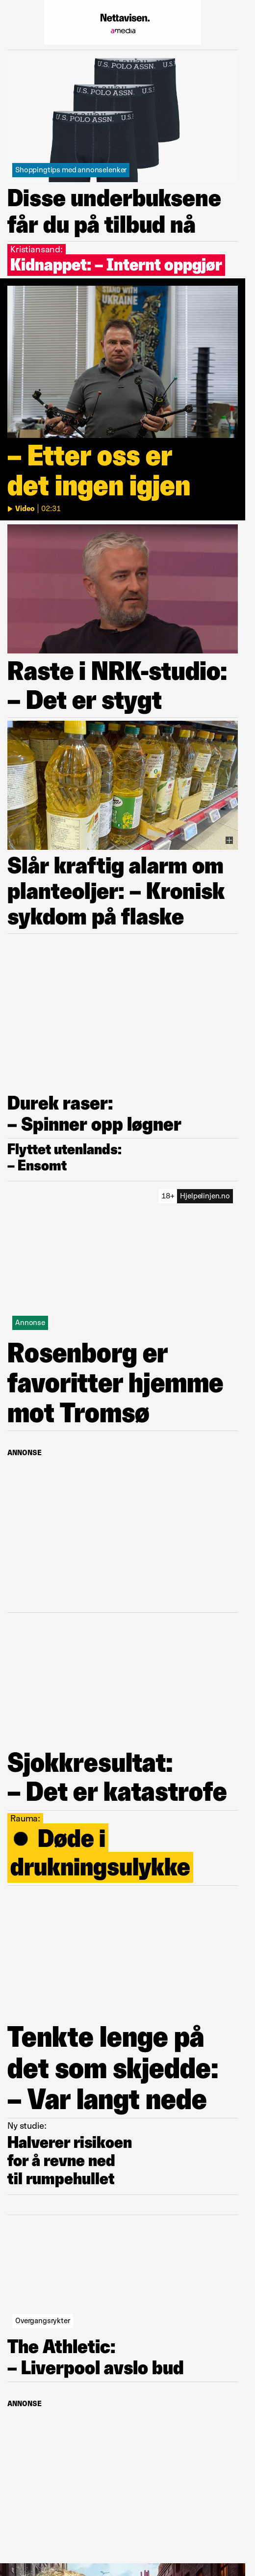 Nettavisen.
amedia
U.S. POLO ASSN.
U.S.
U.S. POLO ASSN.
U.S. POLO ASSN.
Shoppingtips med annonselenker
Disse underbuksene
får du på tilbud nå
Kristiansand:
Kidnappet: – Internt oppgjør
STAND WITH
UKRAINE
– Etter oss er
det ingen igjen
Video | 02:31
Raste i NRK-studio:
– Det er stygt
Slår kraftig alarm om
planteoljer: – Kronisk
sykdom på flaske
Durek raser:
– Spinner opp løgner
Flyttet utenlands:
– Ensomt
18+ Hjelpelinjen.no
Annonse
Rosenborg er
favoritter hjemme
mot Tromsø
ANNONSE
Sjokkresultat:
– Det er katastrofe
Rauma:
Døde i
drukningsulykke
Tenkte lenge på
det som skjedde:
– Var langt nede
Ny studie:
Halverer risikoen
for å revne ned
til rumpehullet
Overgangsrykter
The Athletic:
– Liverpool avslo bud
ANNONSE